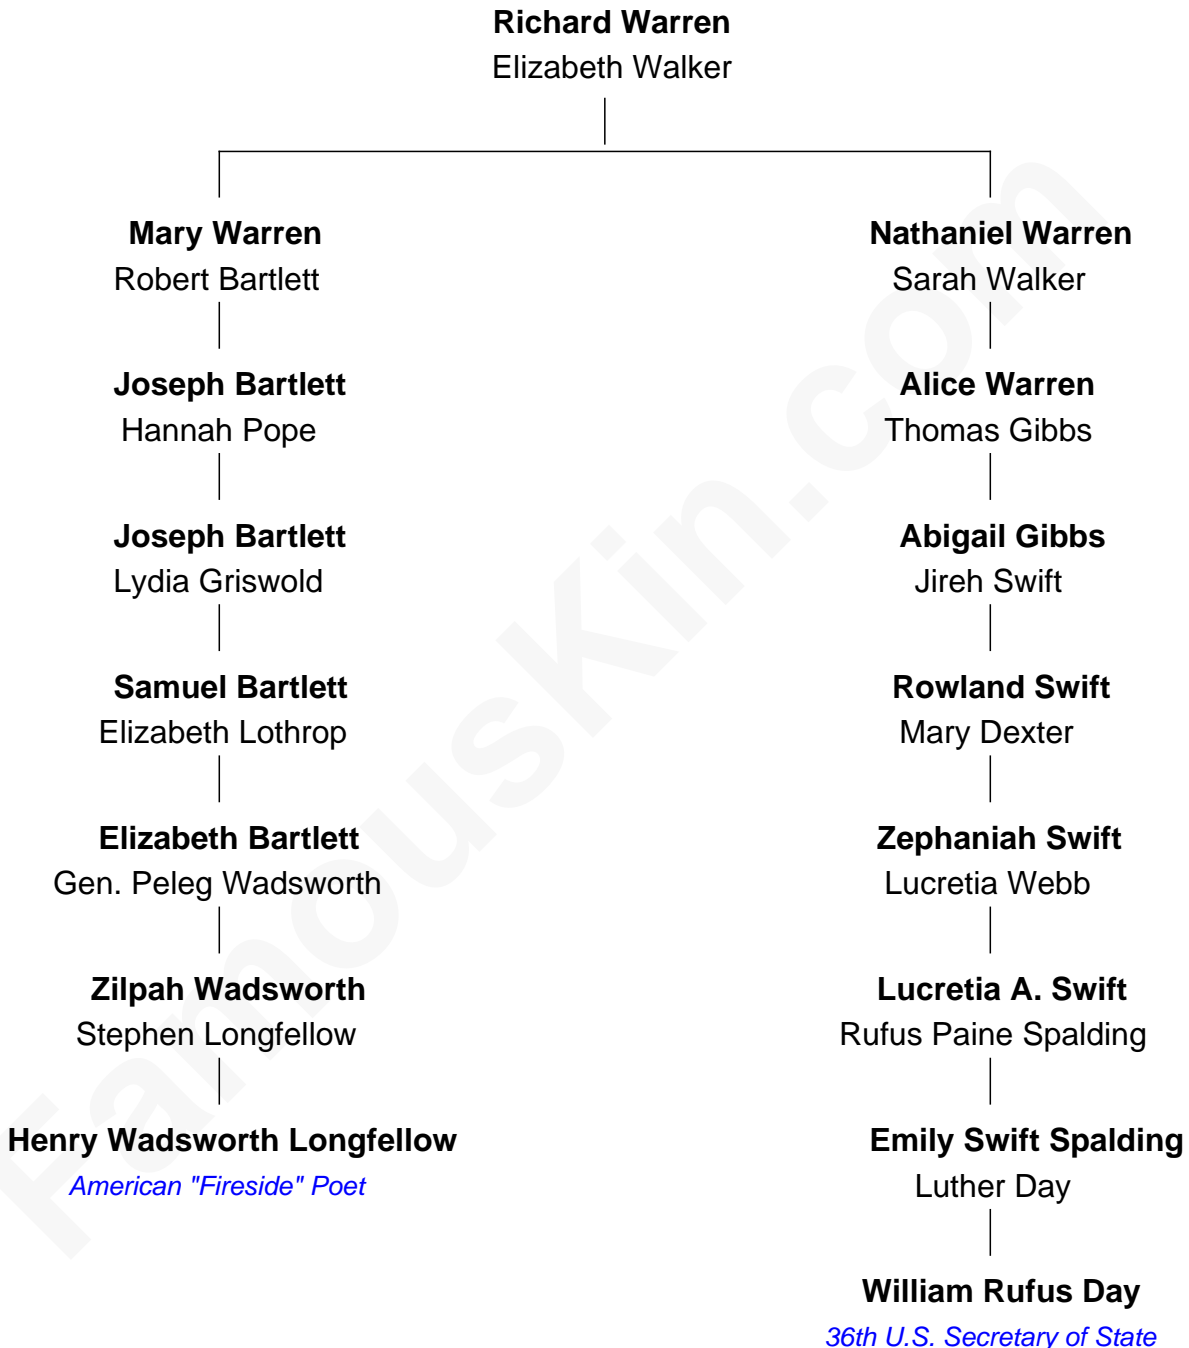 Richard Warren
Elizabeth Walker
Mary Warren
Robert Bartlett
Joseph Bartlett
Hannah Pope
Joseph Bartlett
Lydia Griswold
Samuel Bartlett
Elizabeth Lothrop
Elizabeth Bartlett
Gen. Peleg Wadsworth
Zilpah Wadsworth
Stephen Longfellow
Henry Wadsworth Longfellow
American "Fireside" Poet
Nathaniel Warren
Sarah Walker
Alice Warren
Thomas Gibbs
Abigail Gibbs
Jireh Swift
Rowland Swift
Mary Dexter
Zephaniah Swift
Lucretia Webb
Lucretia A. Swift
Rufus Paine Spalding
Emily Swift Spalding
Luther Day
William Rufus Day
36th U.S. Secretary of State
FamousKin.com